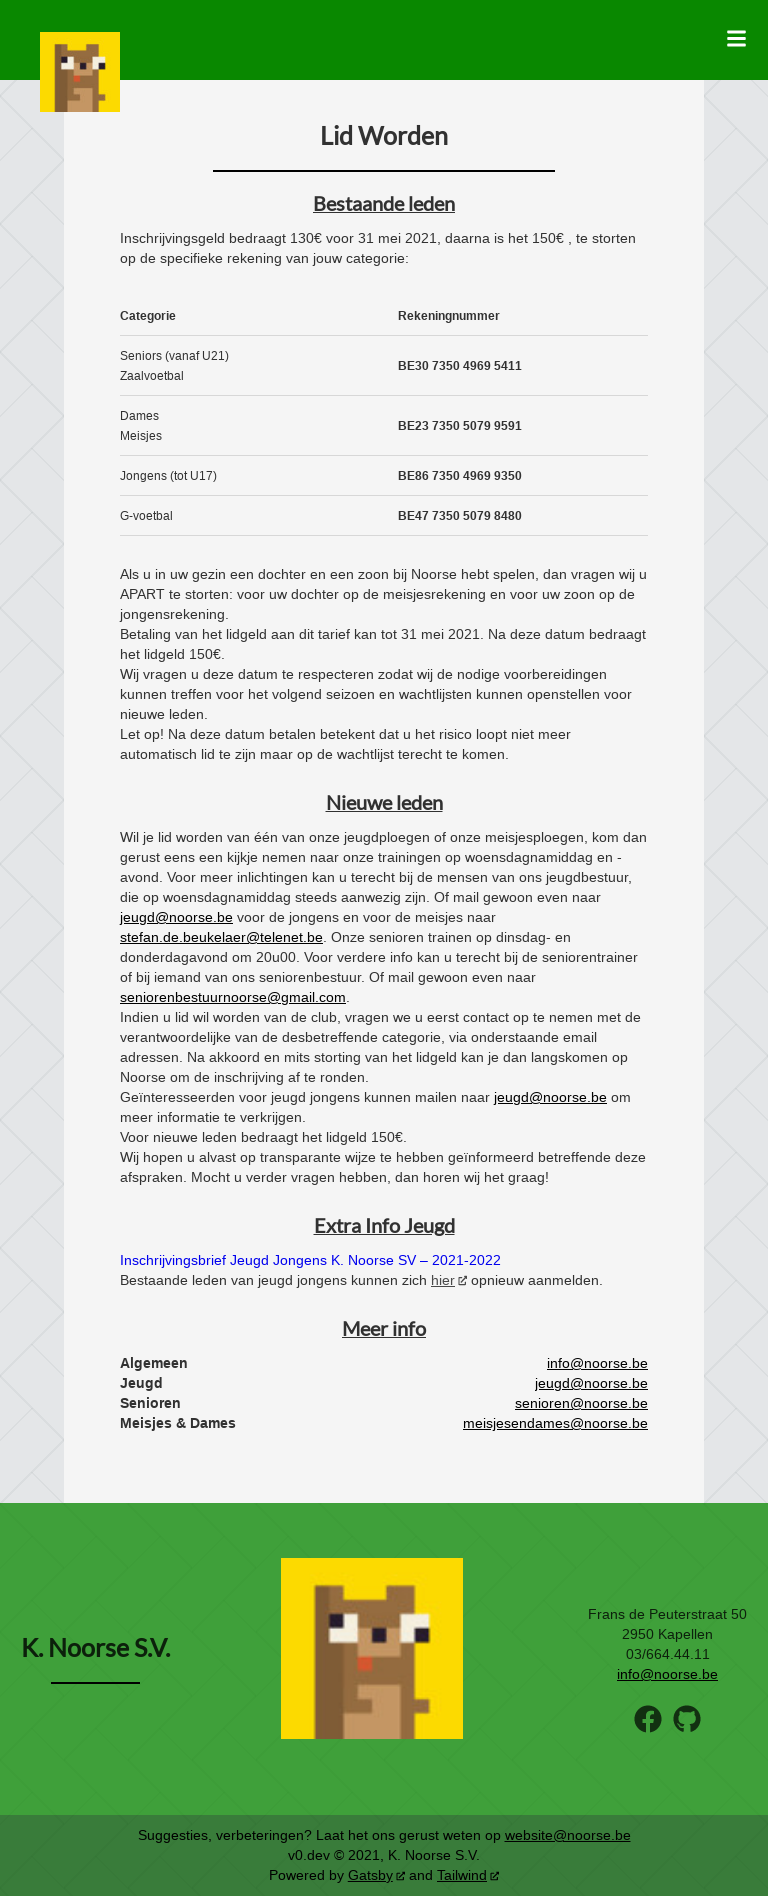 Lid Worden
Bestaande leden
Inschrijvingsgeld bedraagt 130€ voor 31 mei 2021, daarna is het 150€ , te storten
op de specifieke rekening van jouw categorie:
Categorie Rekeningnummer
Seniors (vanaf U21)
Zaalvoetbal
BE30 7350 4969 5411
Dames
Meisjes
BE23 7350 5079 9591
Jongens (tot U17) BE86 7350 4969 9350
G-voetbal BE47 7350 5079 8480
Als u in uw gezin een dochter en een zoon bij Noorse hebt spelen, dan vragen wij u
APART te storten: voor uw dochter op de meisjesrekening en voor uw zoon op de
jongensrekening.
Betaling van het lidgeld aan dit tarief kan tot 31 mei 2021. Na deze datum bedraagt
het lidgeld 150€.
Wij vragen u deze datum te respecteren zodat wij de nodige voorbereidingen
kunnen treffen voor het volgend seizoen en wachtlijsten kunnen openstellen voor
nieuwe leden.
Let op! Na deze datum betalen betekent dat u het risico loopt niet meer
automatisch lid te zijn maar op de wachtlijst terecht te komen.
Nieuwe leden
Wil je lid worden van één van onze jeugdploegen of onze meisjesploegen, kom dan
gerust eens een kijkje nemen naar onze trainingen op woensdagnamiddag en -
avond. Voor meer inlichtingen kan u terecht bij de mensen van ons jeugdbestuur,
die op woensdagnamiddag steeds aanwezig zijn. Of mail gewoon even naar
jeugd@noorse.be voor de jongens en voor de meisjes naar
stefan.de.beukelaer@telenet.be. Onze senioren trainen op dinsdag- en
donderdagavond om 20u00. Voor verdere info kan u terecht bij de seniorentrainer
of bij iemand van ons seniorenbestuur. Of mail gewoon even naar
seniorenbestuurnoorse@gmail.com.
Indien u lid wil worden van de club, vragen we u eerst contact op te nemen met de
verantwoordelijke van de desbetreffende categorie, via onderstaande email
adressen. Na akkoord en mits storting van het lidgeld kan je dan langskomen op
Noorse om de inschrijving af te ronden.
Geïnteresseerden voor jeugd jongens kunnen mailen naar jeugd@noorse.be om
meer informatie te verkrijgen.
Voor nieuwe leden bedraagt het lidgeld 150€.
Wij hopen u alvast op transparante wijze te hebben geïnformeerd betreffende deze
afspraken. Mocht u verder vragen hebben, dan horen wij het graag!
Extra Info Jeugd
Inschrijvingsbrief Jeugd Jongens K. Noorse SV – 2021-2022
Bestaande leden van jeugd jongens kunnen zich hier opnieuw aanmelden.
Meer info
Algemeen info@noorse.be
Jeugd jeugd@noorse.be
Senioren senioren@noorse.be
Meisjes & Dames meisjesendames@noorse.be
K. Noorse S.V.
Frans de Peuterstraat 50
2950 Kapellen
03/664.44.11
info@noorse.be
Suggesties, verbeteringen? Laat het ons gerust weten op website@noorse.be
v0.dev © 2021, K. Noorse S.V.
Powered by Gatsby and Tailwind